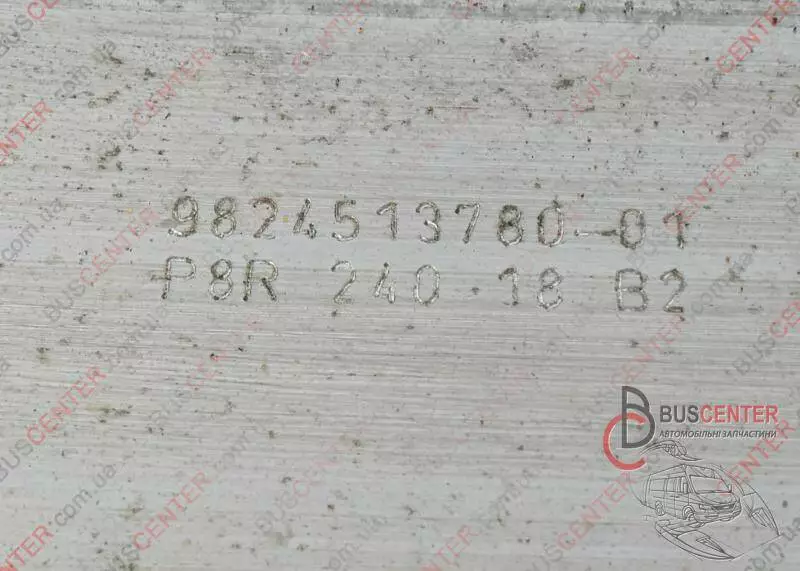 9824513780-01
P8R 240 18 B2
BUSCENTER
АВТОМОБІЛЬНІ ЗАПЧАСТИНИ